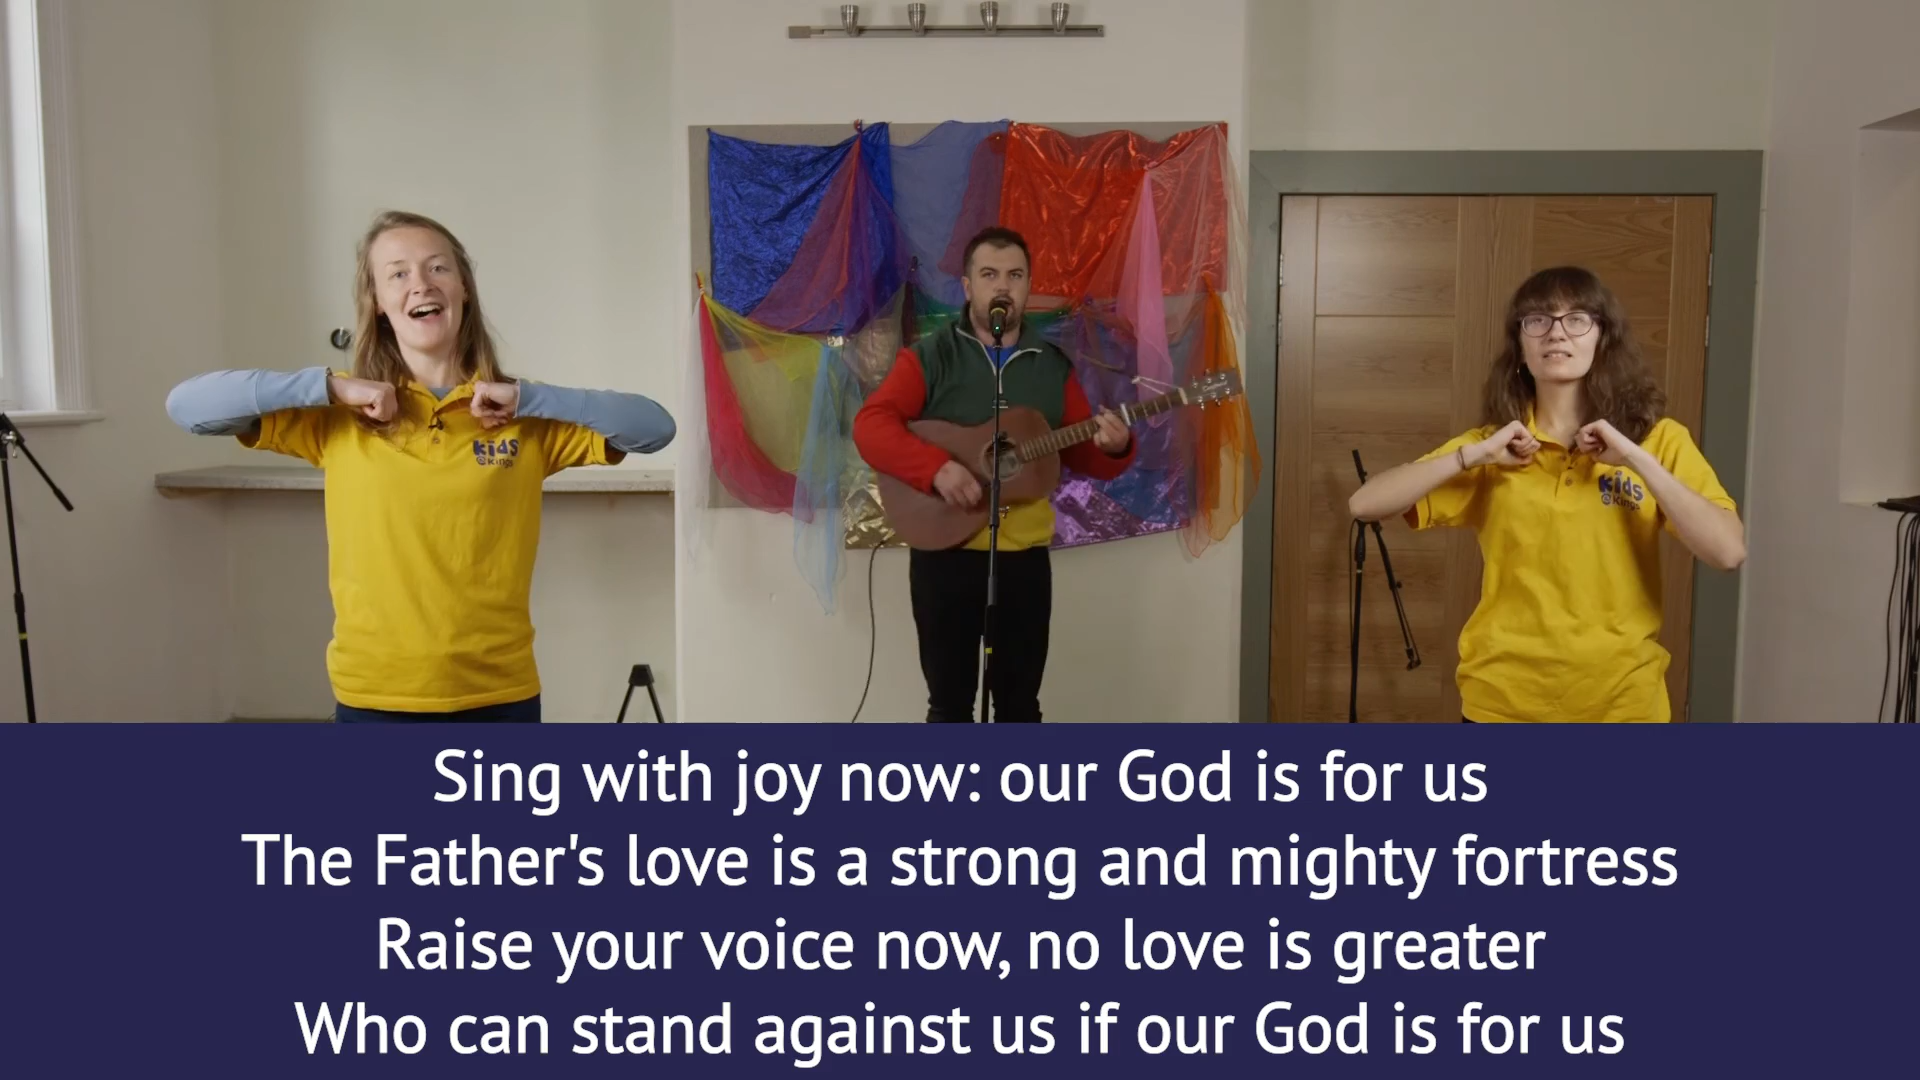 kids
@kings
kids
@kings
Sing with joy now: our God is for us
The Father's love is a strong and mighty fortress
Raise your voice now, no love is greater
Who can stand against us if our God is for us